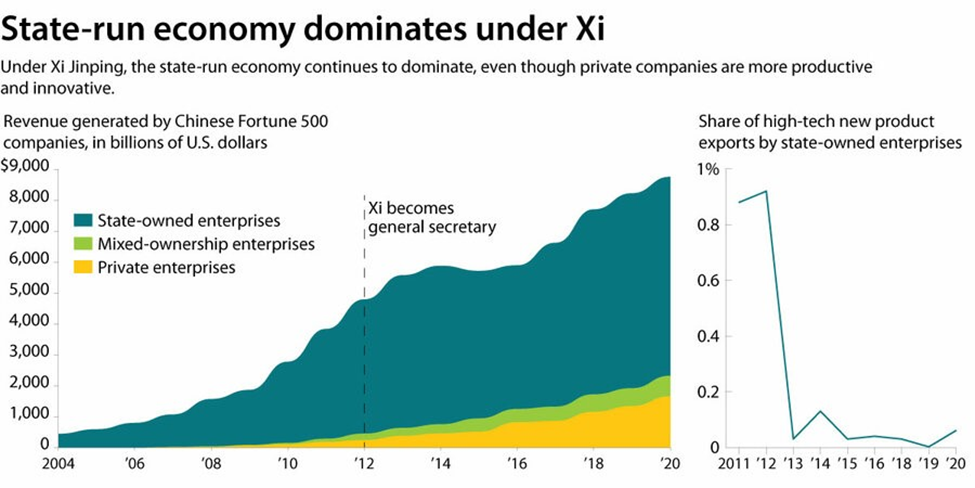 State-run economy dominates under Xi
Under Xi Jinping, the state-run economy continues to dominate, even though private companies are more productive
and innovative.
Revenue generated by Chinese Fortune 500
companies, in billions of U.S. dollars
$9,000
8,000
7,000
6,000
5,000
4,000
3,000
2,000
1,000
0
State-owned enterprises
Mixed-ownership enterprises
Private enterprises
Xi becomes
general secretary
2004 '06 '08 '10 '12 '14 '16 '18 '20
Share of high-tech new product
exports by state-owned enterprises
1%
0.8
0.6
0.4
0.2
0
2011 '12 '13 '14 '15 '16 '18 '19 '20